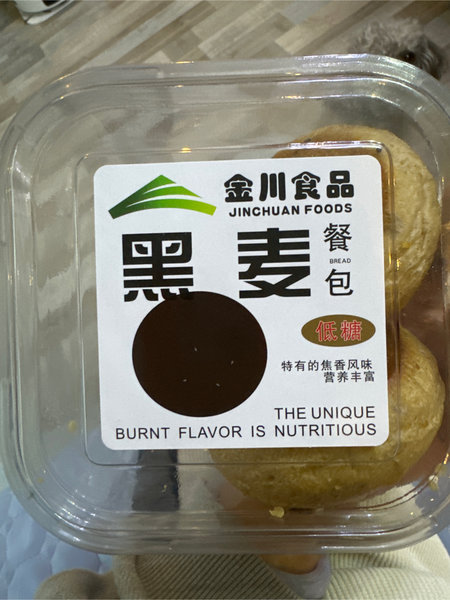 金川食品
JINCHUAN FOODS
黑麦餐包
BREAD
低糖
特有的焦香风味
营养丰富
THE UNIQUE
BURNT FLAVOR IS NUTRITIOUS